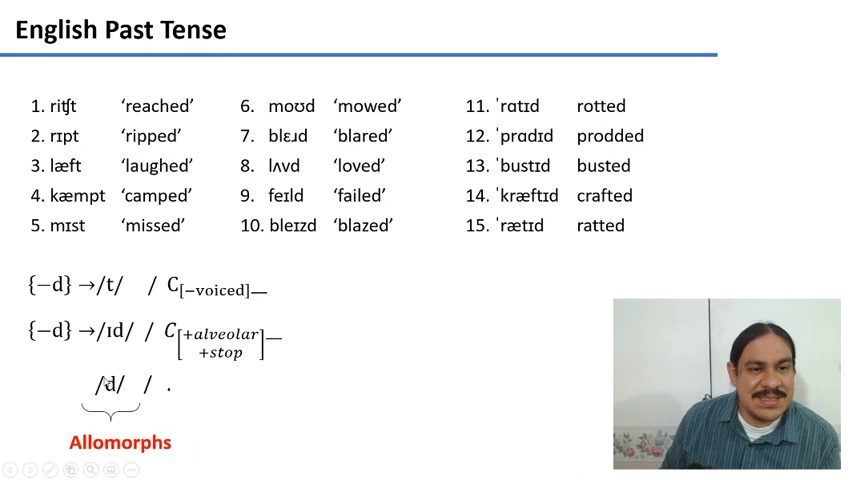 English Past Tense
1. riʧt ‘reached’
2. rɪpt ‘ripped’
3. læft ‘laughed’
4. kæmpt ‘camped’
5. mɪst ‘missed’
6. moʊd ‘mowed’
7. blɛɹd ‘blared’
8. lʌvd ‘loved’
9. feɪld ‘failed’
10. bleɪzd ‘blazed’
11. ˈrɑtɪd rotted
12. ˈprɑdɪd prodded
13. ˈbustɪd busted
14. ˈkræftɪd crafted
15. ˈrætɪd ratted
{−d} →/t/ / C[−voiced]__
{−d} →/ɪd/ / C[+alveolar +stop]__
/d/ / .
Allomorphs